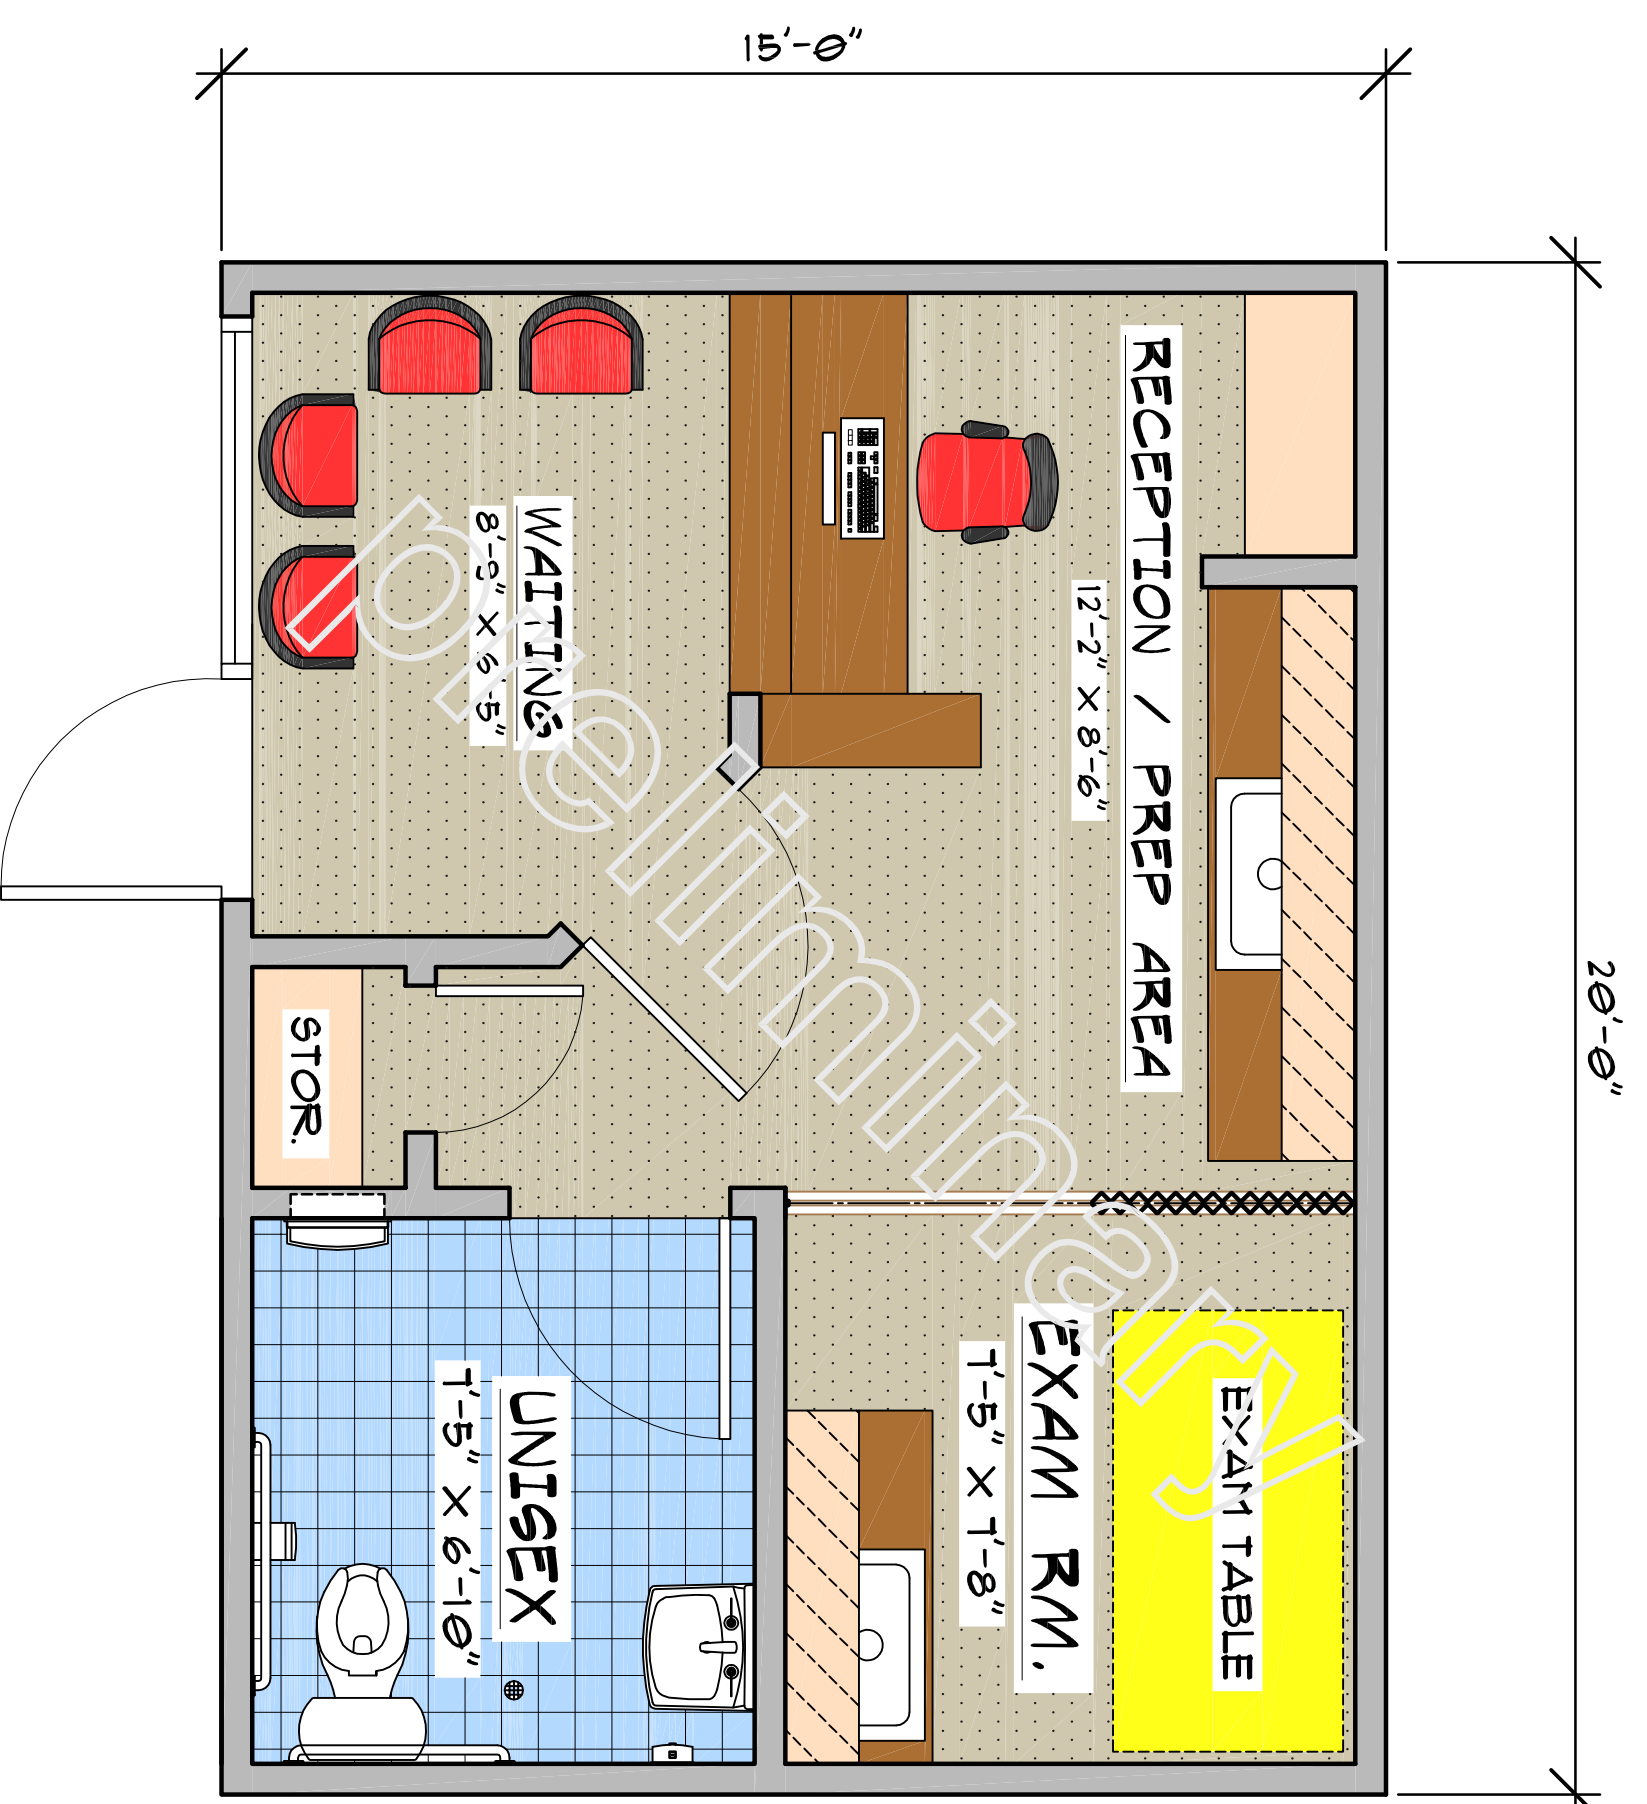 15'-0"
20'-0"
RECEPTION / PREP AREA
12'-2" X 8'-6"
WAITING
8'-9" X 6'-5"
STOR.
UNISEX
7'-5" X 6'-10"
EXAM RM.
7'-5" X 7'-8"
EXAM TABLE
preliminary